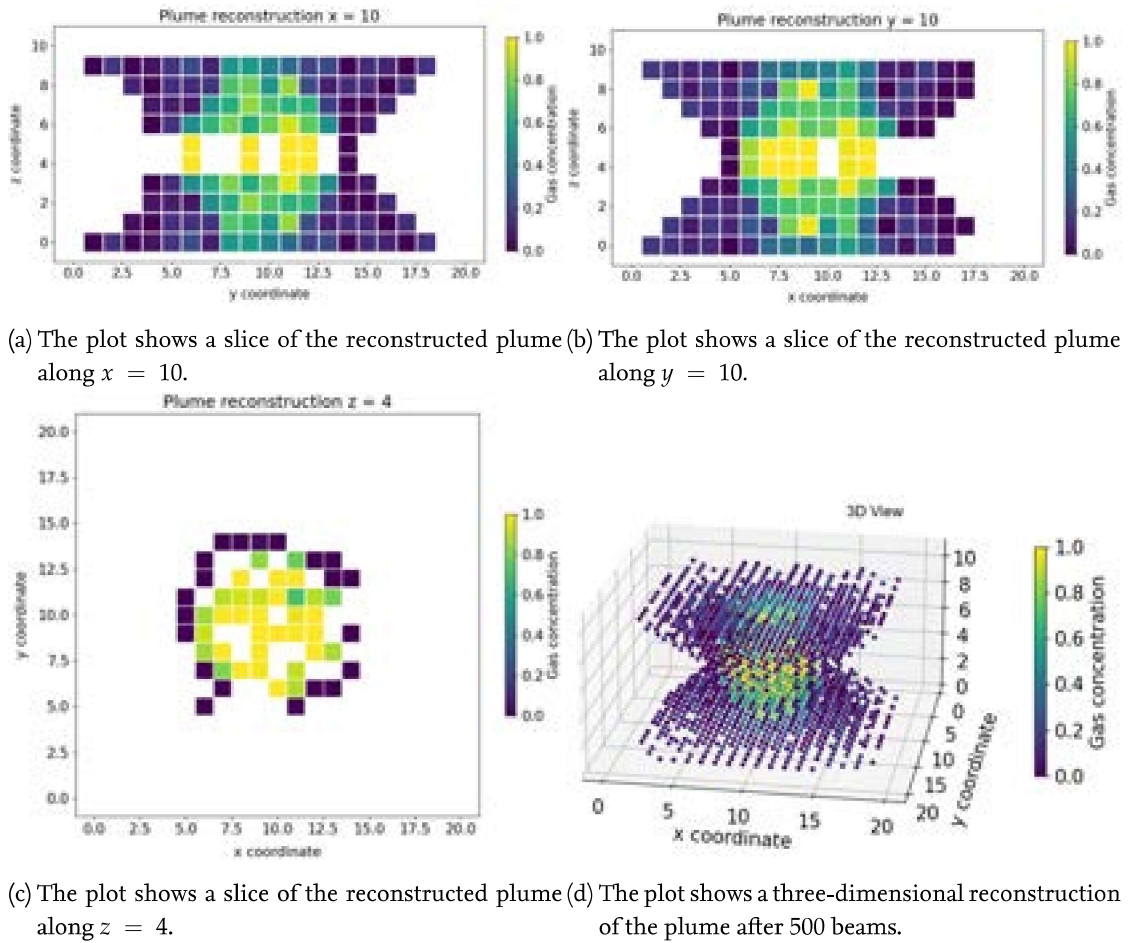 Plume reconstruction x = 10
10
8
6
4
2
0
z coordinate
0.0 2.5 5.0 7.5 10.0 12.5 15.0 17.5 20.0
y coordinate
1.0
0.8
0.6
0.4
0.2
0.0
Gas concentration
Plume reconstruction y = 10
10
8
6
4
2
0
z coordinate
0.0 2.5 5.0 7.5 10.0 12.5 15.0 17.5 20.0
x coordinate
1.0
0.8
0.6
0.4
0.2
0.0
Gas concentration
(a) The plot shows a slice of the reconstructed plume
along x = 10.
(b) The plot shows a slice of the reconstructed plume
along y = 10.
Plume reconstruction z = 4
20.0
17.5
15.0
12.5
10.0
7.5
5.0
2.5
0.0
y coordinate
0.0 2.5 5.0 7.5 10.0 12.5 15.0 17.5 20.0
x coordinate
1.0
0.8
0.6
0.4
0.2
0.0
Gas concentration
3D View
10
8
6
4
2
0
0
5
10
15
20
y coordinate
0 5 10 15 20
x coordinate
1.0
0.8
0.6
0.4
0.2
0.0
Gas concentration
(c) The plot shows a slice of the reconstructed plume
along z = 4.
(d) The plot shows a three-dimensional reconstruction
of the plume after 500 beams.